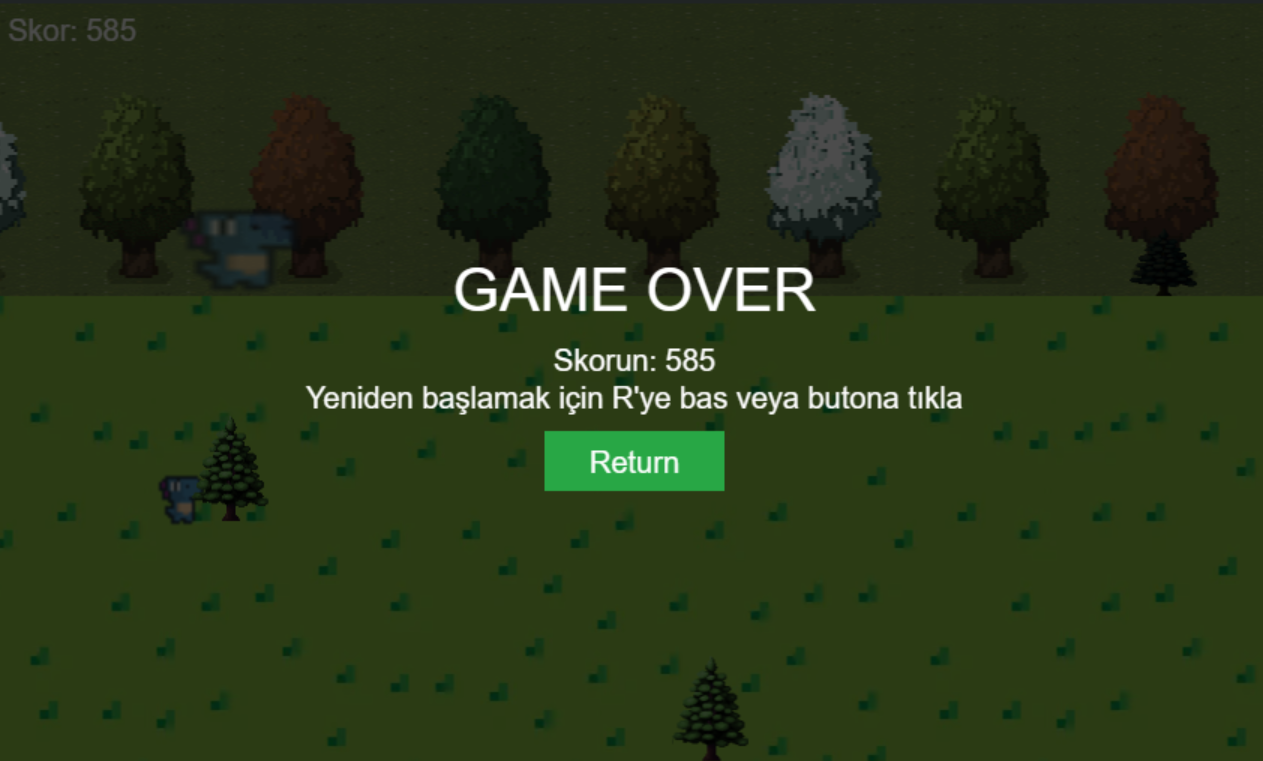 Skor: 585
GAME OVER
Skorun: 585
Yeniden başlamak için R'ye bas veya butona tıkla
Return